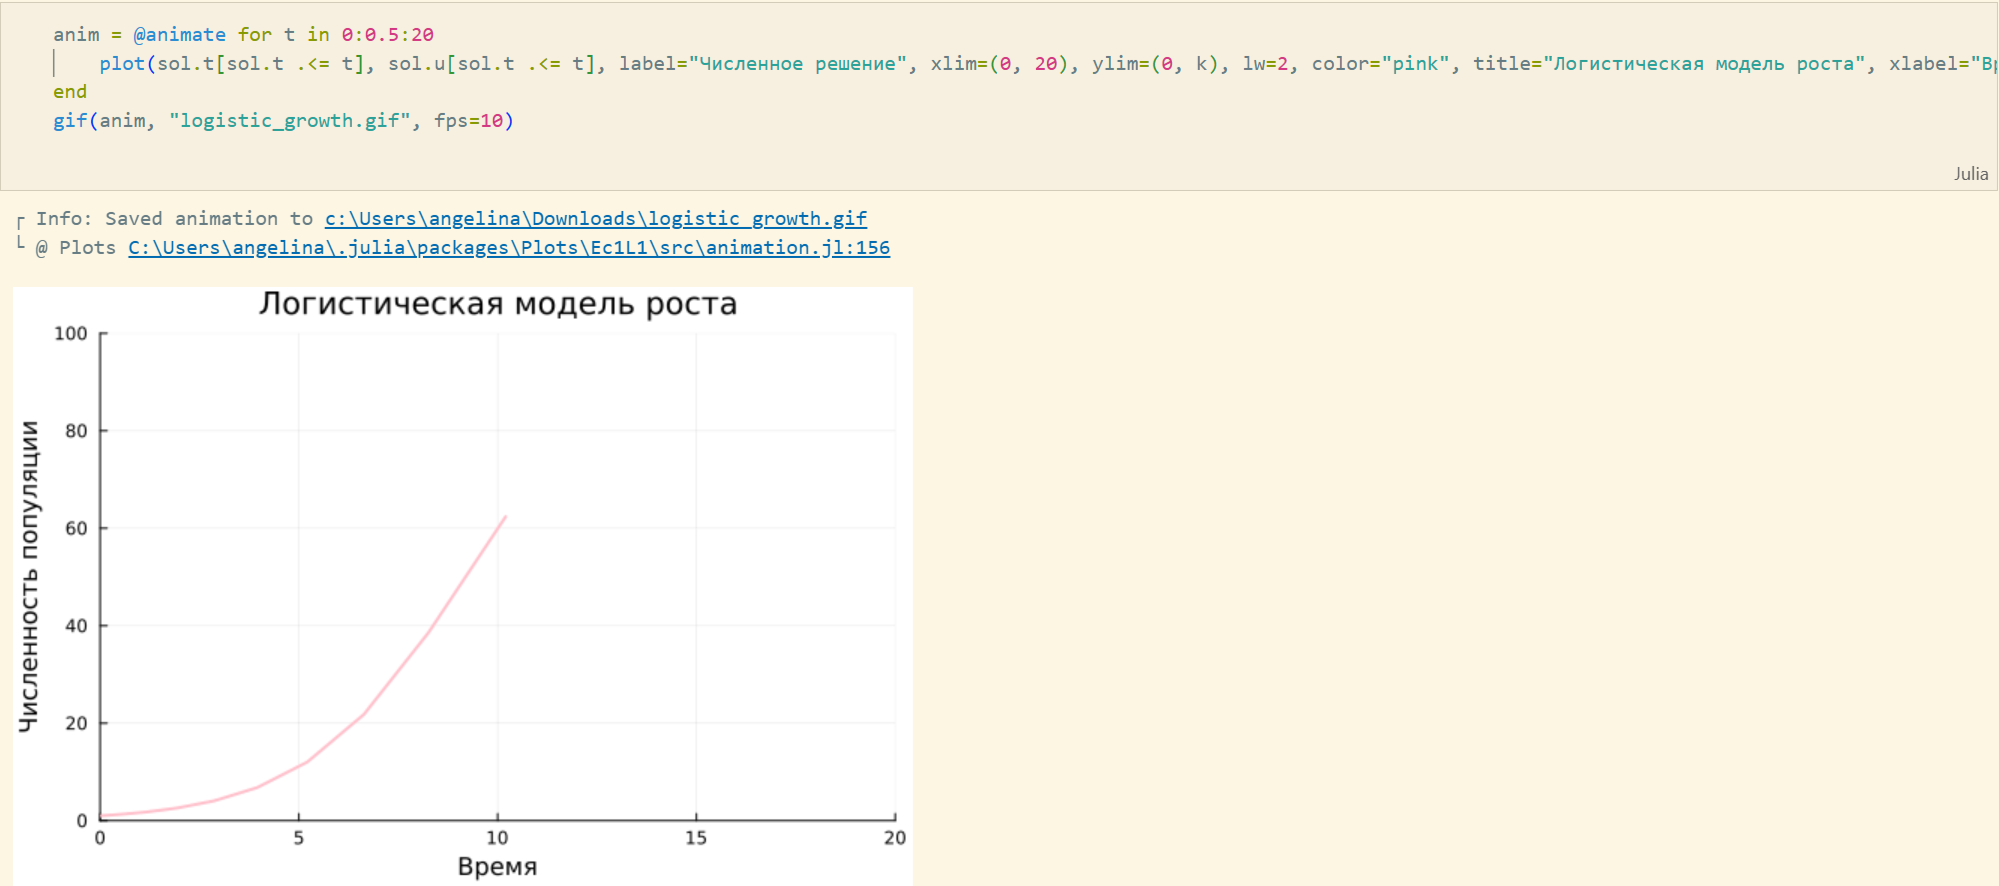 anim = @animate for t in 0:0.5:20
plot(sol.t[sol.t .<= t], sol.u[sol.t .<= t], label="Численное решение", xlim=(0, 20), ylim=(0, k), lw=2, color="pink", title="Логистическая модель роста", xlabel="В
end
gif(anim, "logistic_growth.gif", fps=10)
Julia
┌ Info: Saved animation to c:\Users\angelina\Downloads\logistic_growth.gif
└ @ Plots C:\Users\angelina\.julia\packages\Plots\Ec1L1\src\animation.jl:156
Логистическая модель роста
100
80
60
40
20
0
Численность популяции
0 5 10 15 20
Время